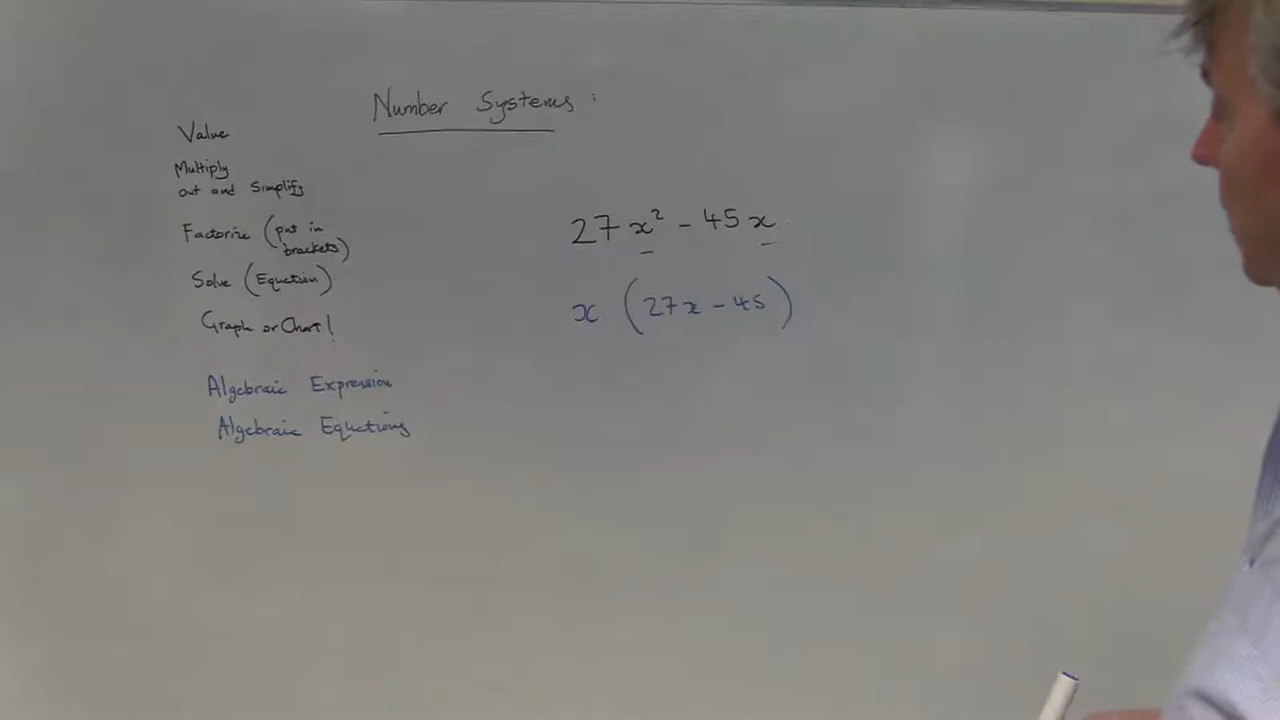 Number Systems :
Value
Multiply
out and Simplify
Factorize (put in
brackets)
Solve (Equation)
Graph or Chart!
Algebraic Expression
Algebraic Equations
27x² - 45x
x (27x - 45)